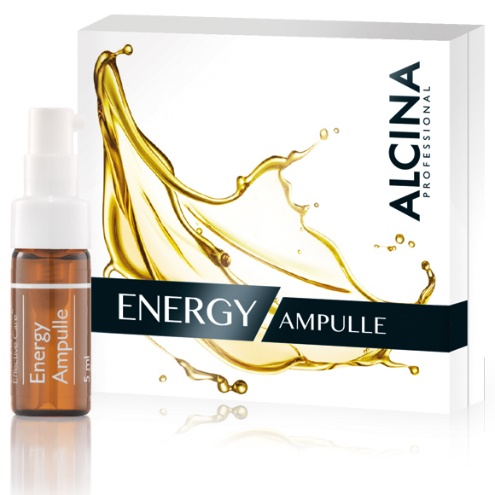 ALCINA
PROFESSIONAL
ENERGY AMPULLE
Effective Care
Energy
Ampulle
5 ml